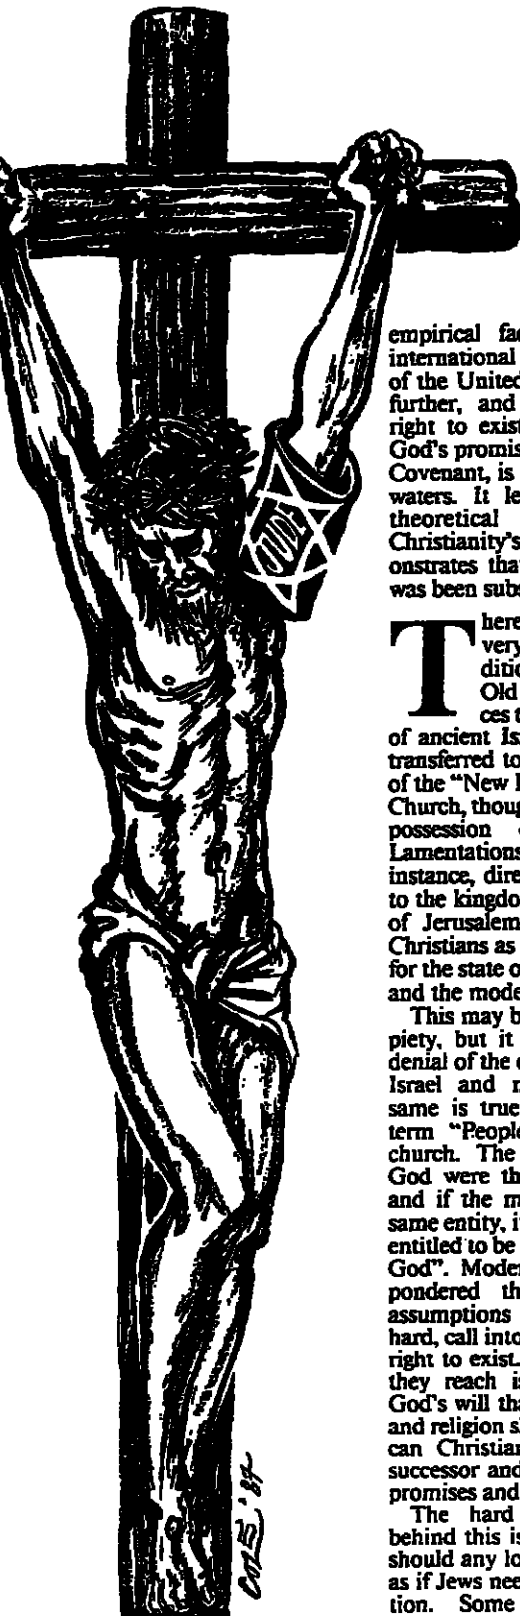 JUDE
empirical fac
international
of the United
further, and
right to exist
God's promis
Covenant, is
waters. It le
theoretical
Christianity's
onstrates tha
was been subs
There
very
ditio
Old
ces t
of ancient Is
transferred to
of the "New I
Church, thoug
possession
Lamentations
instance, dire
to the kingdo
of Jerusalem
Christians as
for the state o
and the mode
This may b
piety, but it
denial of the c
Israel and m
same is true
term "People
church. The
God were th
and if the m
same entity, i
entitled to be
God". Moder
pondered th
assumptions
hard, call into
right to exist.
they reach is
God's will tha
and religion s
can Christian
successor and
promises and
The hard
behind this is
should any lo
as if Jews nee
tion. Some